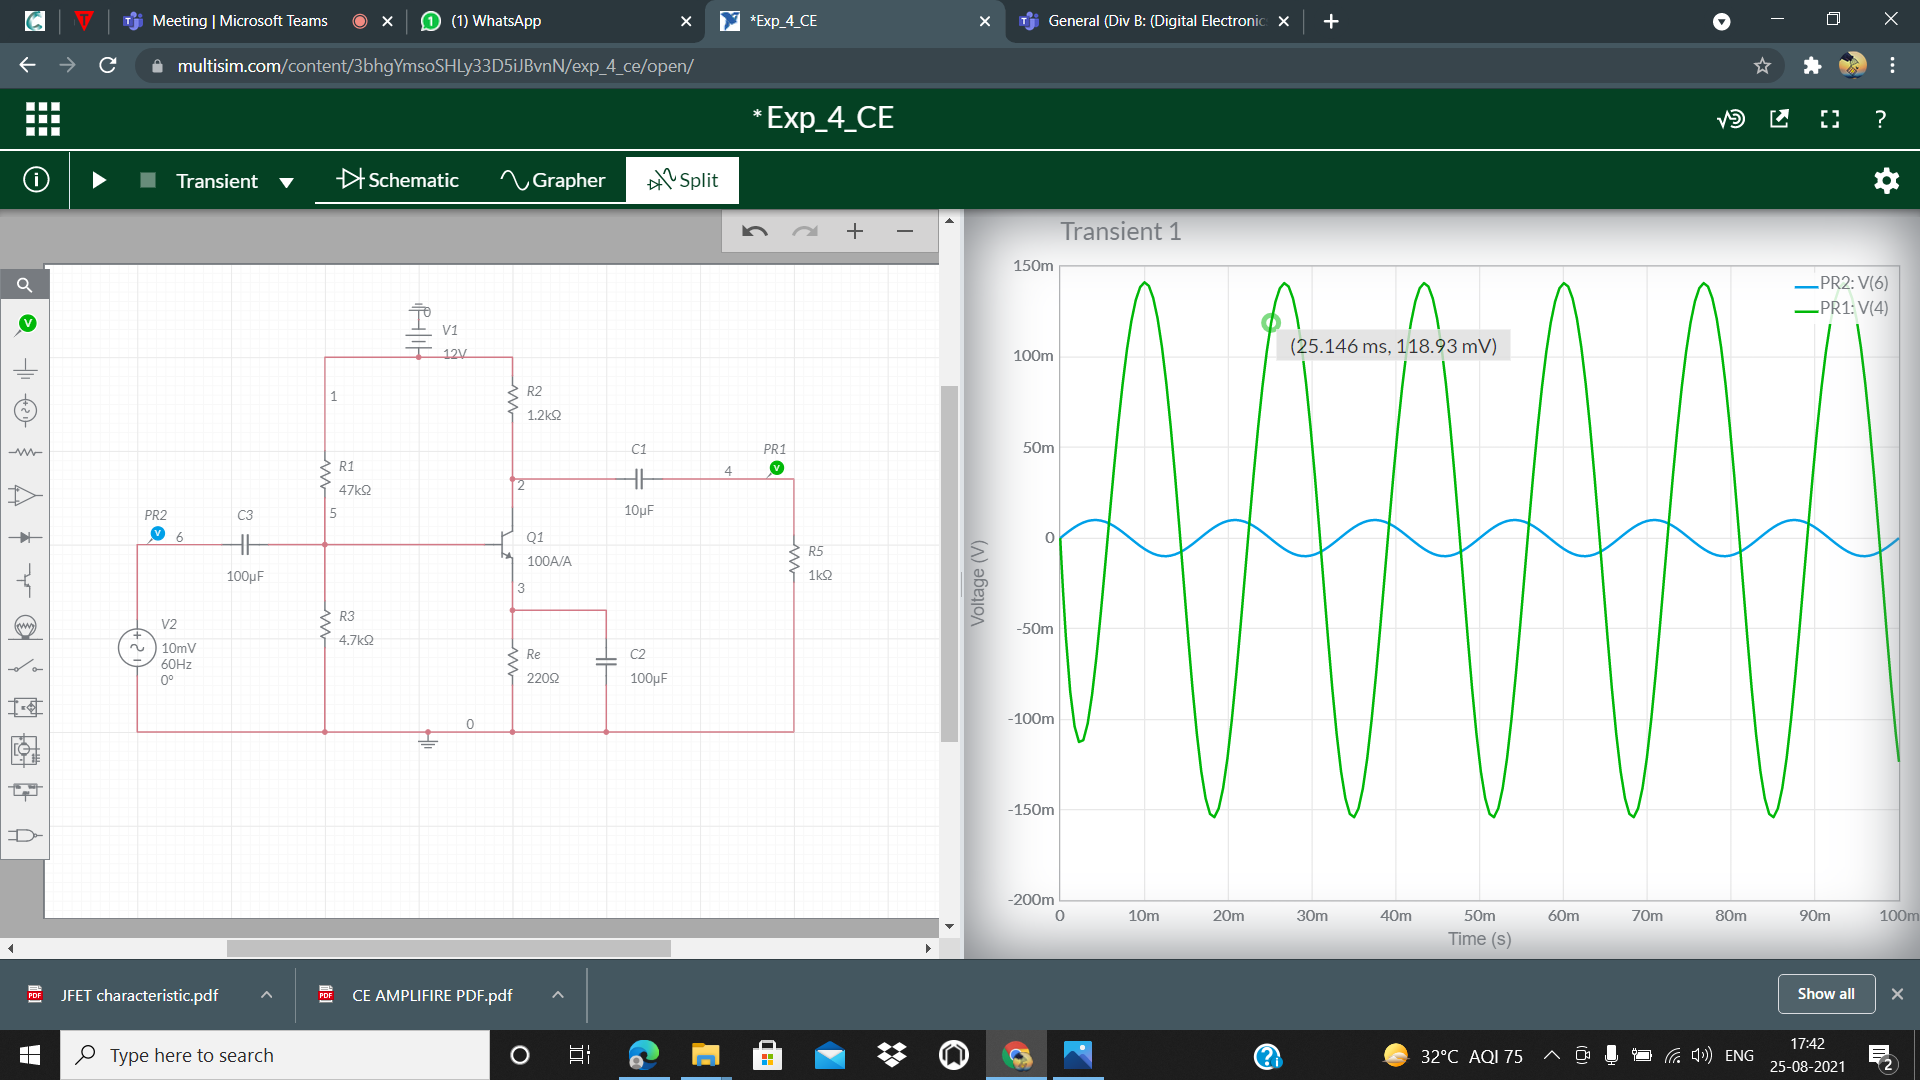 Meeting | Microsoft Teams
(1) WhatsApp
*Exp_4_CE
General (Div B: (Digital Electronic
multisim.com/content/3bhgYmsoSHLy33D5iJBvnN/exp_4_ce/open/
*Exp_4_CE
?
Transient
Schematic
Grapher
Split
Transient 1
0
V1
12V
1
R2
1.2kΩ
R1
47kΩ
C1
10µF
4
PR1
V
2
5
PR2
V
6
C3
100µF
Q1
100A/A
3
R5
1kΩ
R3
4.7kΩ
V2
10mV
60Hz
0°
Re
220Ω
C2
100µF
0
150m
100m
50m
0
-50m
-100m
-150m
-200m
Voltage (V)
PR2: V(6)
PR1: V(4)
(25.146 ms, 118.93 mV)
0
10m
20m
30m
40m
50m
60m
70m
80m
90m
100m
Time (s)
JFET characteristic.pdf
CE AMPLIFIRE PDF.pdf
Show all
Type here to search
32°C AQI 75
ENG
17:42
25-08-2021
2